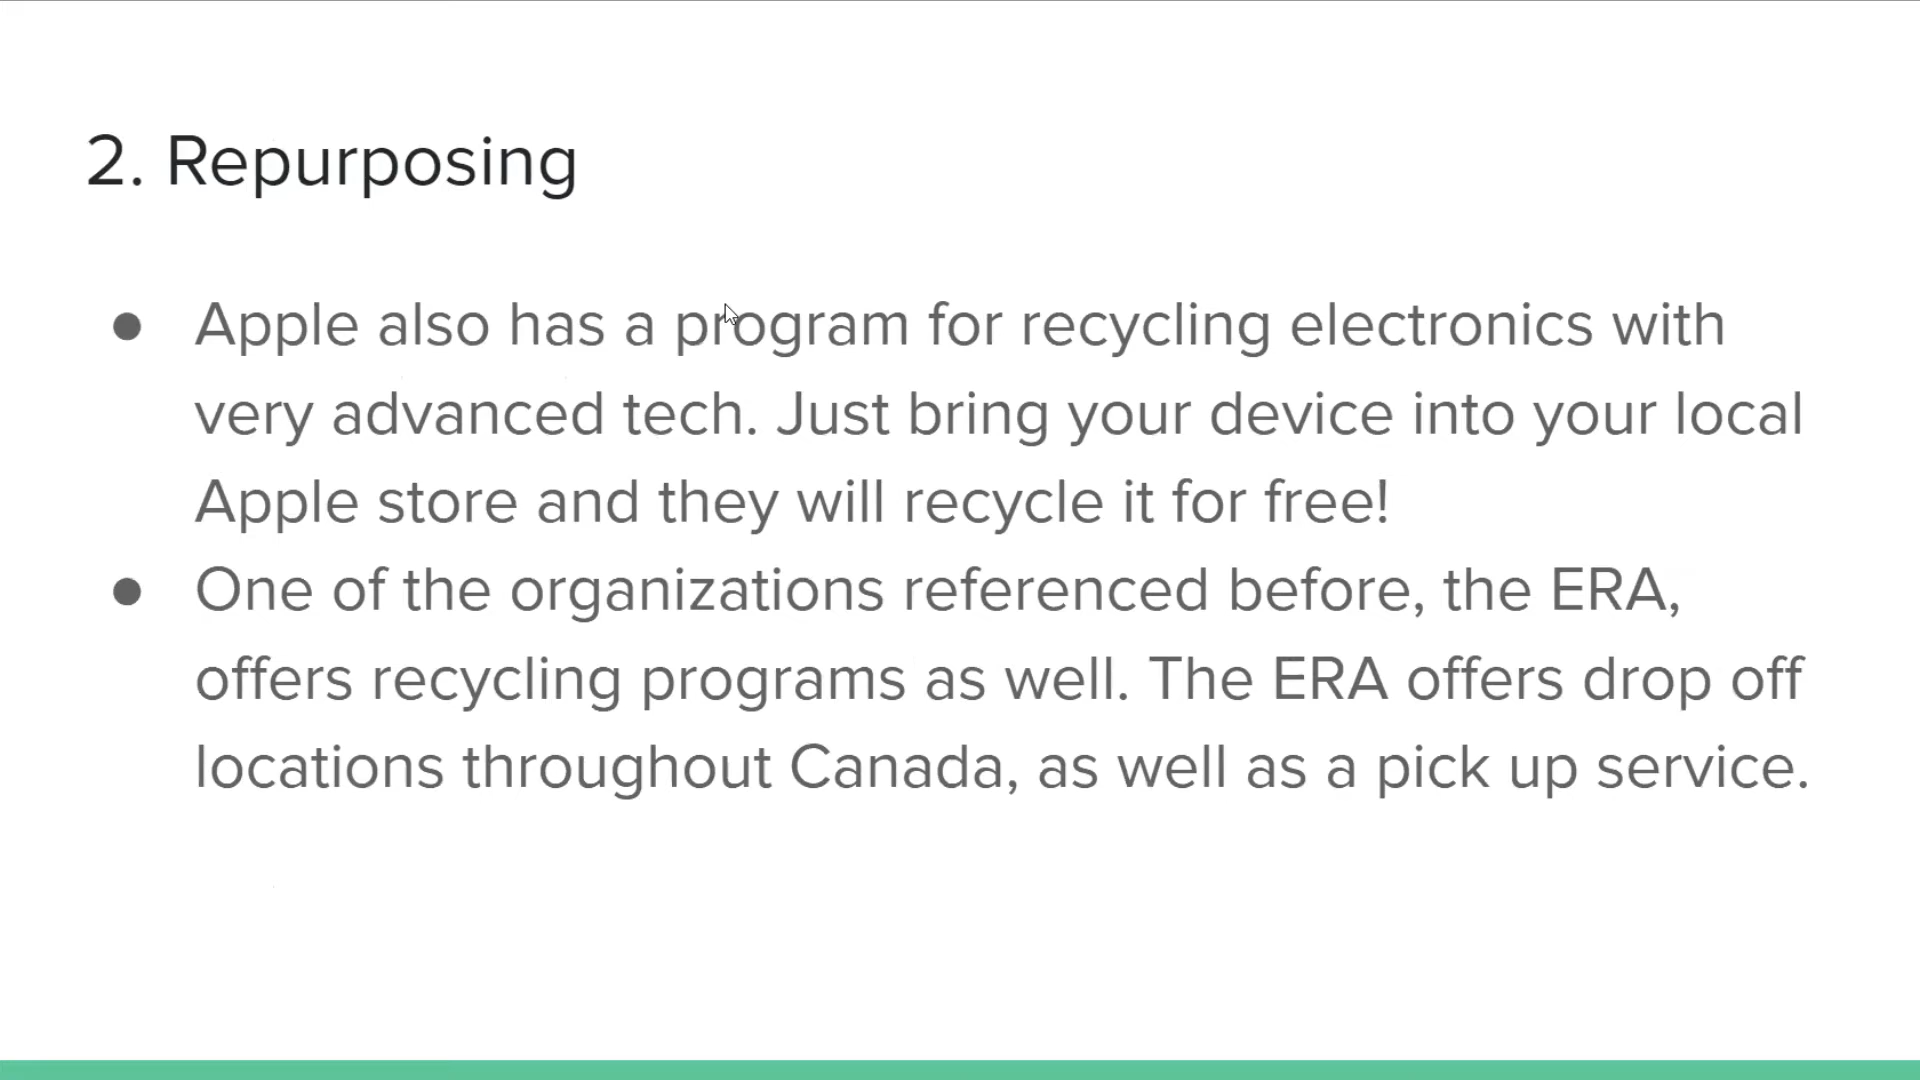 2. Repurposing
● Apple also has a program for recycling electronics with
very advanced tech. Just bring your device into your local
Apple store and they will recycle it for free!
● One of the organizations referenced before, the ERA,
offers recycling programs as well. The ERA offers drop off
locations throughout Canada, as well as a pick up service.